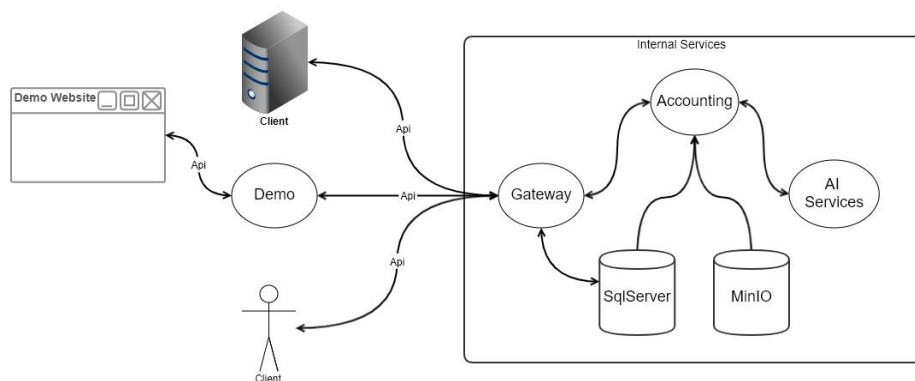 Internal Services
Demo Website
Client
Api
Accounting
Api
Demo
Api
Gateway
AI
Services
Api
SqlServer
MinIO
Client